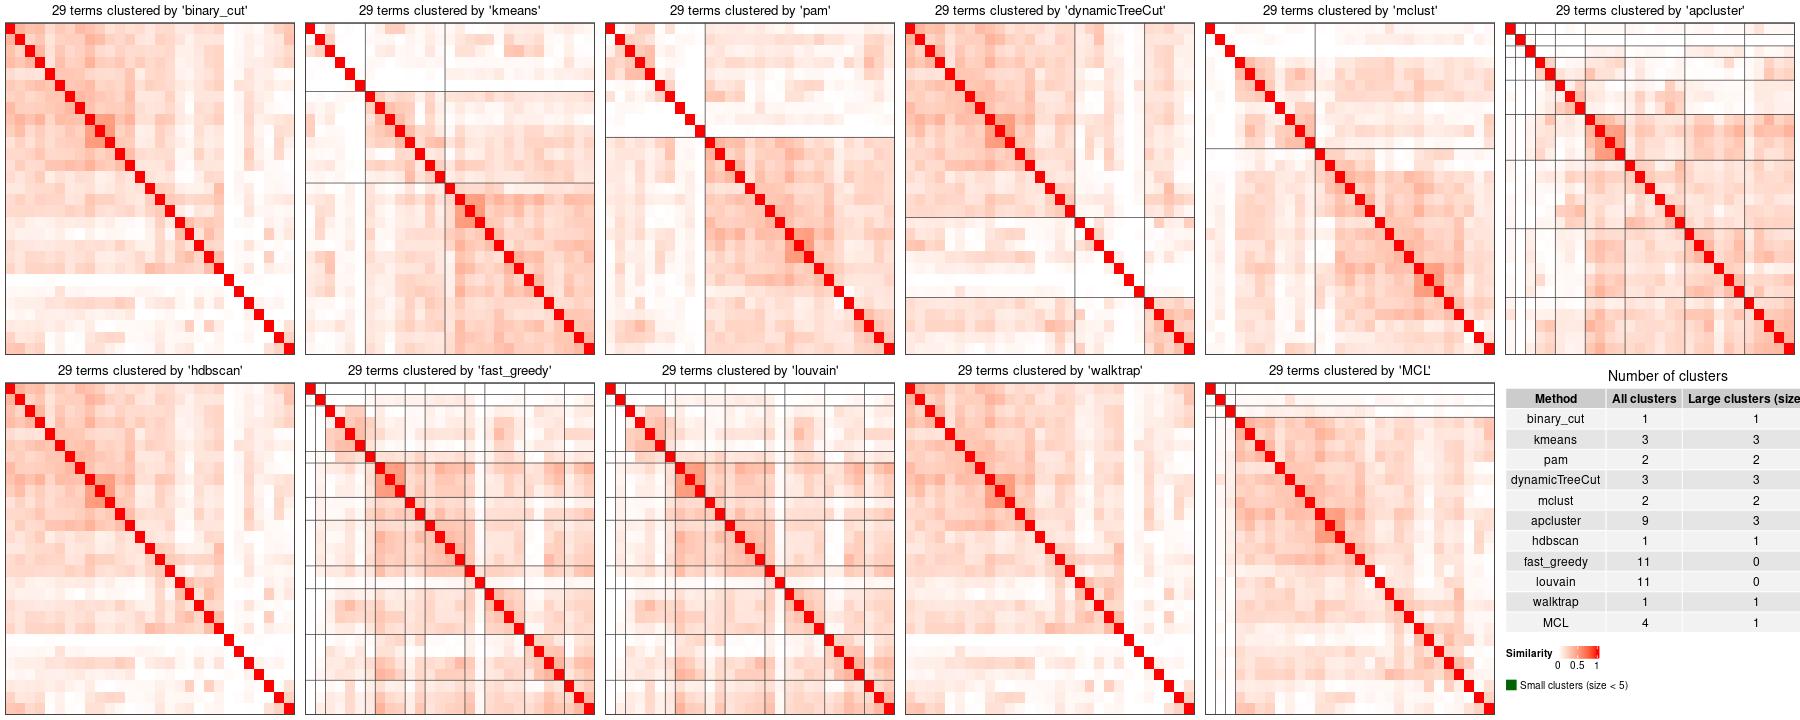 29 terms clustered by 'binary_cut'
29 terms clustered by 'kmeans'
29 terms clustered by 'pam'
29 terms clustered by 'dynamicTreeCut'
29 terms clustered by 'mclust'
29 terms clustered by 'apcluster'
29 terms clustered by 'hdbscan'
29 terms clustered by 'fast_greedy'
29 terms clustered by 'louvain'
29 terms clustered by 'walktrap'
29 terms clustered by 'MCL'
Number of clusters
Method All clusters Large clusters (size
binary_cut 1 1
kmeans 3 3
pam 2 2
dynamicTreeCut 3 3
mclust 2 2
apcluster 9 3
hdbscan 1 1
fast_greedy 11 0
louvain 11 0
walktrap 1 1
MCL 4 1
Similarity
0 0.5 1
Small clusters (size < 5)